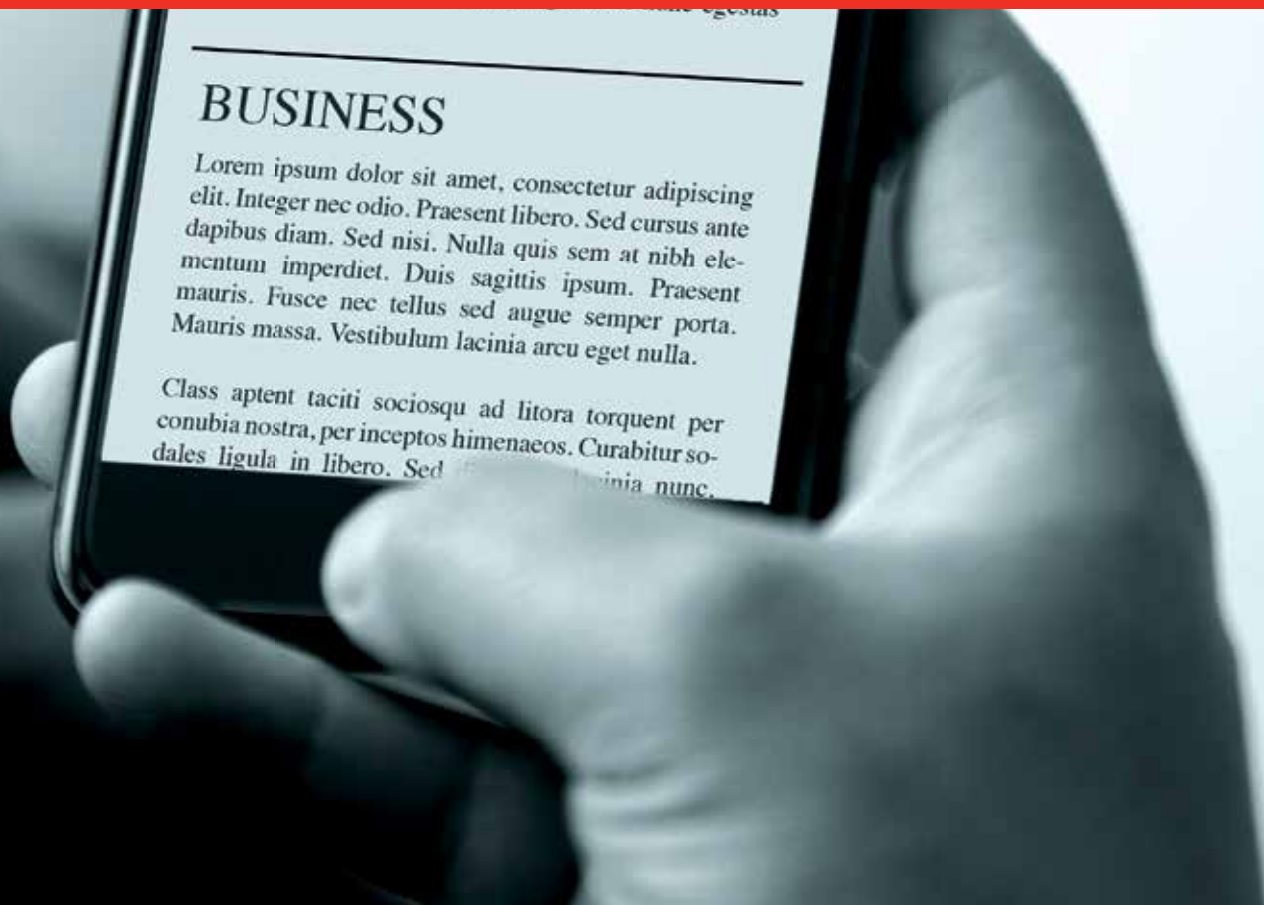 egestas
BUSINESS
Lorem ipsum dolor sit amet, consectetur adipiscing
elit. Integer nec odio. Praesent libero. Sed cursus ante
dapibus diam. Sed nisi. Nulla quis sem at nibh ele-
mentum imperdiet. Duis sagittis ipsum. Praesent
mauris. Fusce nec tellus sed augue semper porta.
Mauris massa. Vestibulum lacinia arcu eget nulla.
Class aptent taciti sociosqu ad litora torquent per
conubia nostra, per inceptos himenaeos. Curabitur so-
dales ligula in libero. Sed nunc.